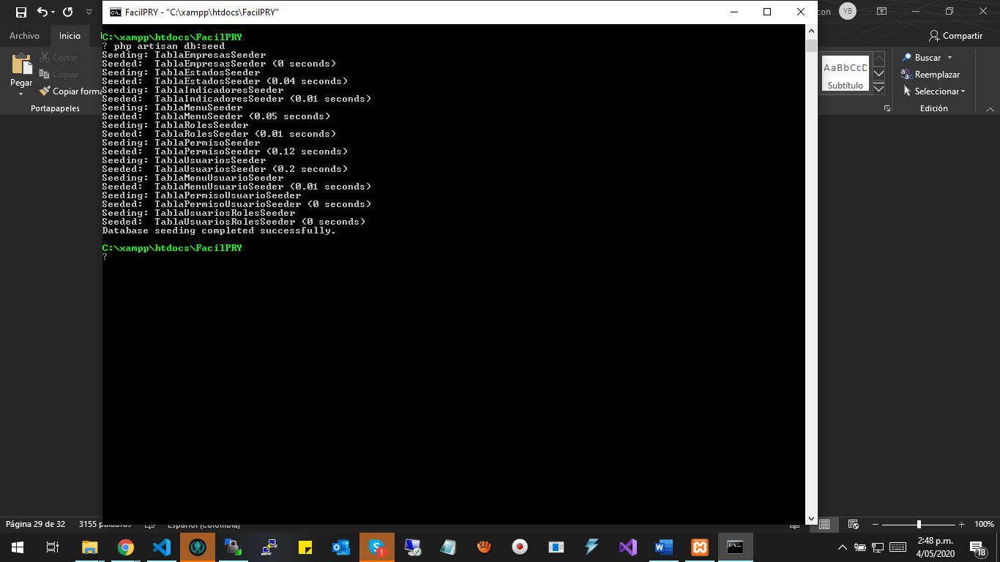 FacilPRY - "C:\xampp\htdocs\FacilPRY"
con YB
Archivo Inicio
Compartir
Pegar
Cortar
Copiar
Copiar forma
Portapapeles
AaBbCcD
Subtítulo
Buscar
Reemplazar
Seleccionar
Edición
C:\xampp\htdocs\FacilPRY
? php artisan db:seed
Seeding: TablaEmpresasSeeder
Seeded:  TablaEmpresasSeeder (0 seconds)
Seeding: TablaEstadosSeeder
Seeded:  TablaEstadosSeeder (0.04 seconds)
Seeding: TablaIndicadoresSeeder
Seeded:  TablaIndicadoresSeeder (0.01 seconds)
Seeding: TablaMenuSeeder
Seeded:  TablaMenuSeeder (0.05 seconds)
Seeding: TablaRolesSeeder
Seeded:  TablaRolesSeeder (0.01 seconds)
Seeding: TablaPermisoSeeder
Seeded:  TablaPermisoSeeder (0.12 seconds)
Seeding: TablaUsuariosSeeder
Seeded:  TablaUsuariosSeeder (0.2 seconds)
Seeding: TablaMenuUsuarioSeeder
Seeded:  TablaMenuUsuarioSeeder (0.01 seconds)
Seeding: TablaPermisoUsuarioSeeder
Seeded:  TablaPermisoUsuarioSeeder (0 seconds)
Seeding: TablaUsuariosRolesSeeder
Seeded:  TablaUsuariosRolesSeeder (0 seconds)
Database seeding completed successfully.
C:\xampp\htdocs\FacilPRY
?
Página 29 de 32 3155 palabras Español (Colombia) 100%
2:48 p.m.
4/05/2020
18